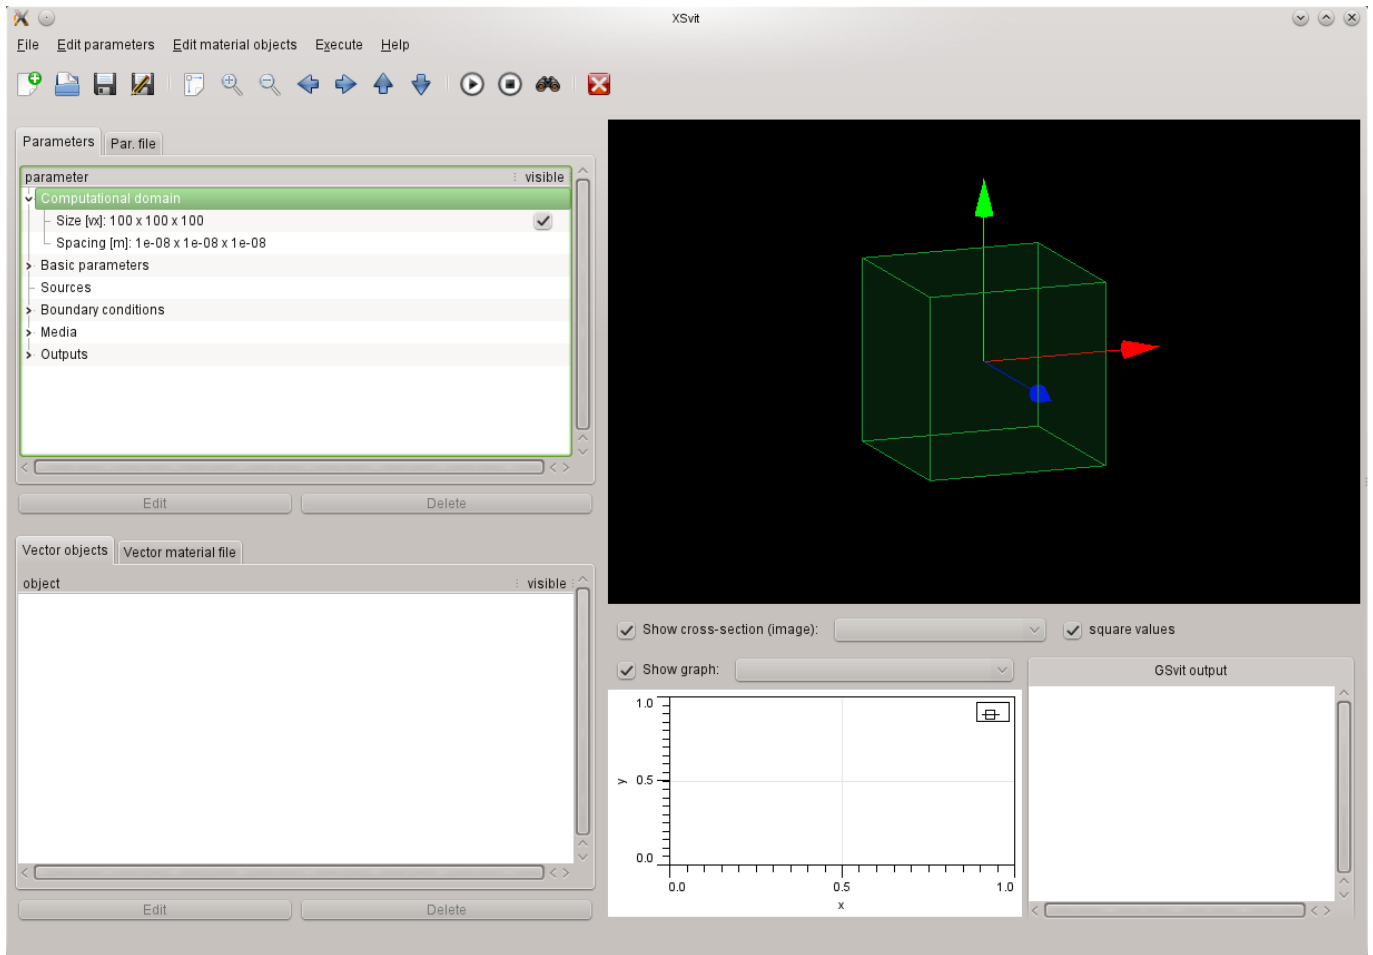 XSvit
File Edit parameters Edit material objects Execute Help
Parameters Par. file
parameter visible
Computational domain
Size [vx]: 100 x 100 x 100
Spacing [m]: 1e-08 x 1e-08 x 1e-08
Basic parameters
Sources
Boundary conditions
Media
Outputs
Edit Delete
Vector objects Vector material file
object visible
Edit Delete
Show cross-section (image): square values
Show graph:
GSvit output
1.0
0.5
0.0
y
0.0 0.5 1.0
x